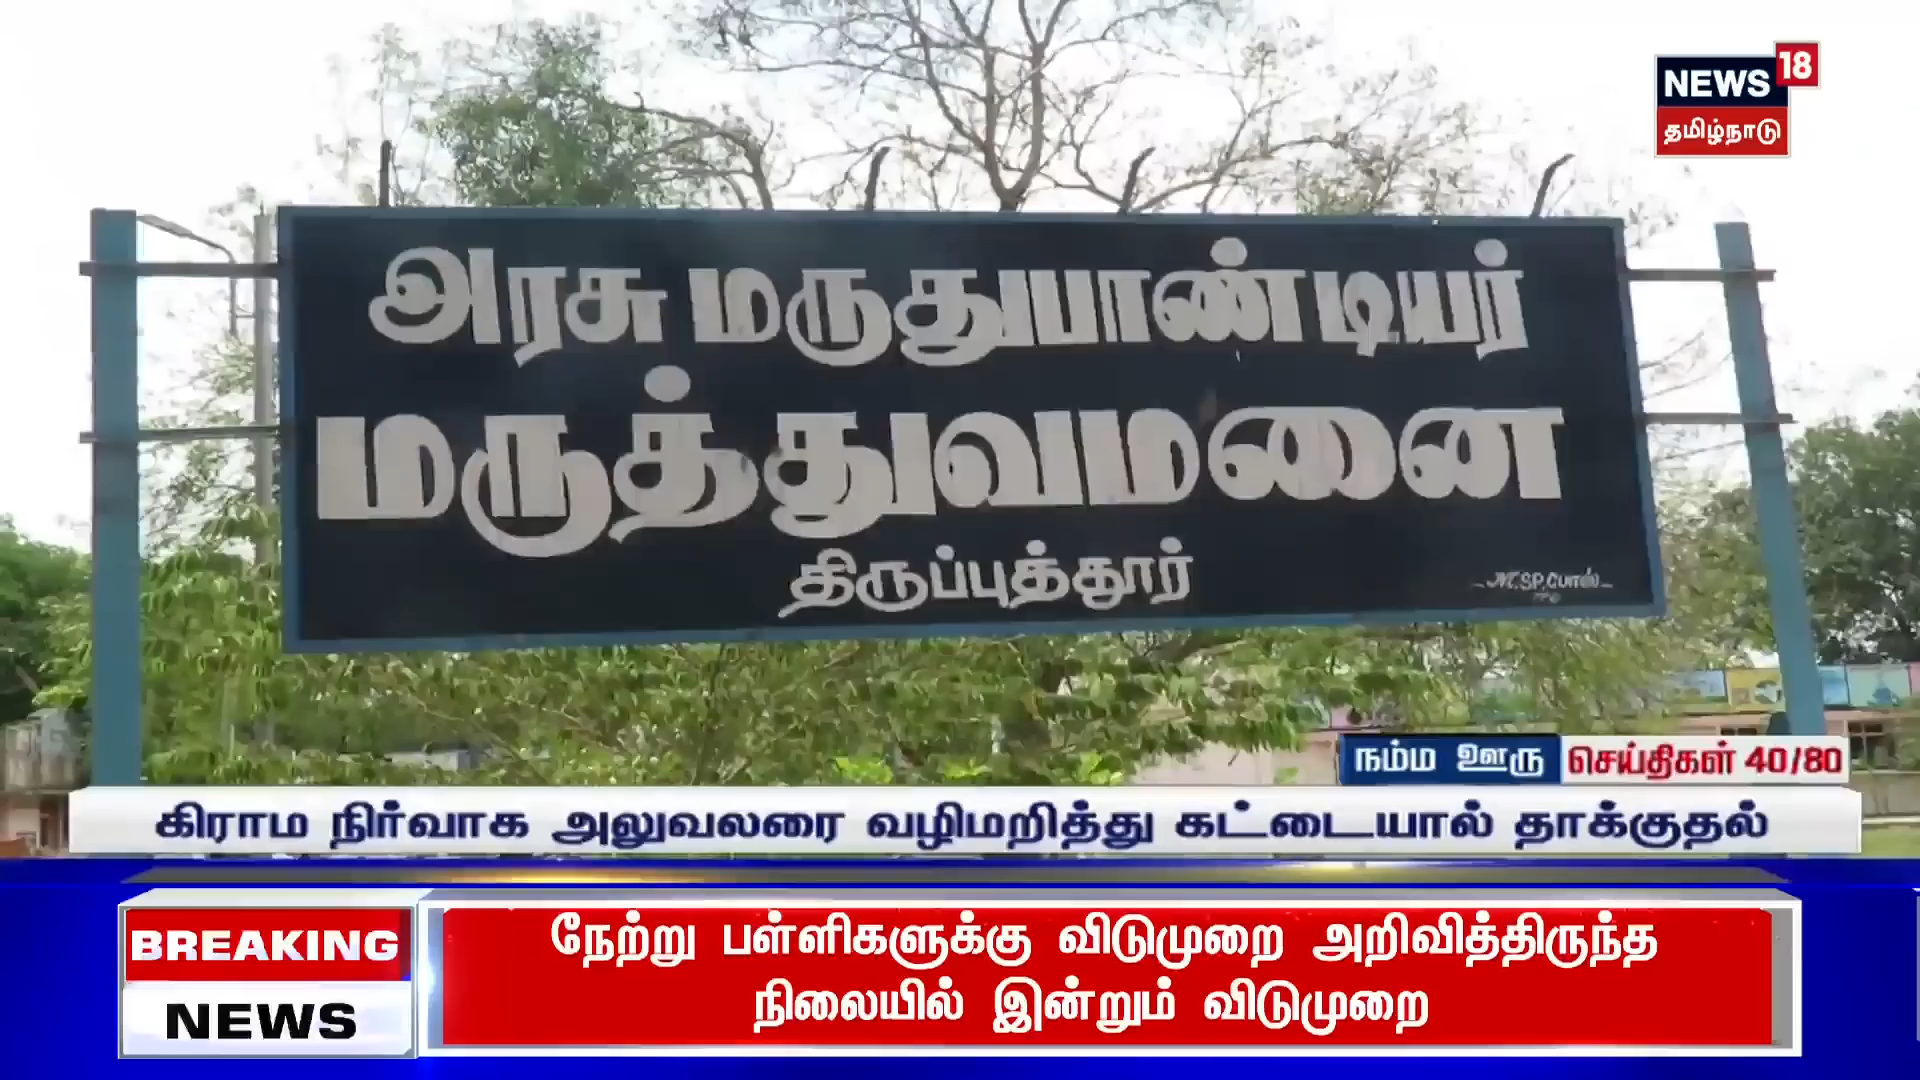 NEWS 18
தமிழ்நாடு
அரசு மருதுபாண்டியர்
மருத்துவமனை
திருப்புத்தூர்
M.SP.போஸ்
நம்ம ஊரு செய்திகள் 40/80
கிராம நிர்வாக அலுவலரை வழிமறித்து கட்டையால் தாக்குதல்
BREAKING
NEWS
நேற்று பள்ளிகளுக்கு விடுமுறை அறிவித்திருந்த
நிலையில் இன்றும் விடுமுறை